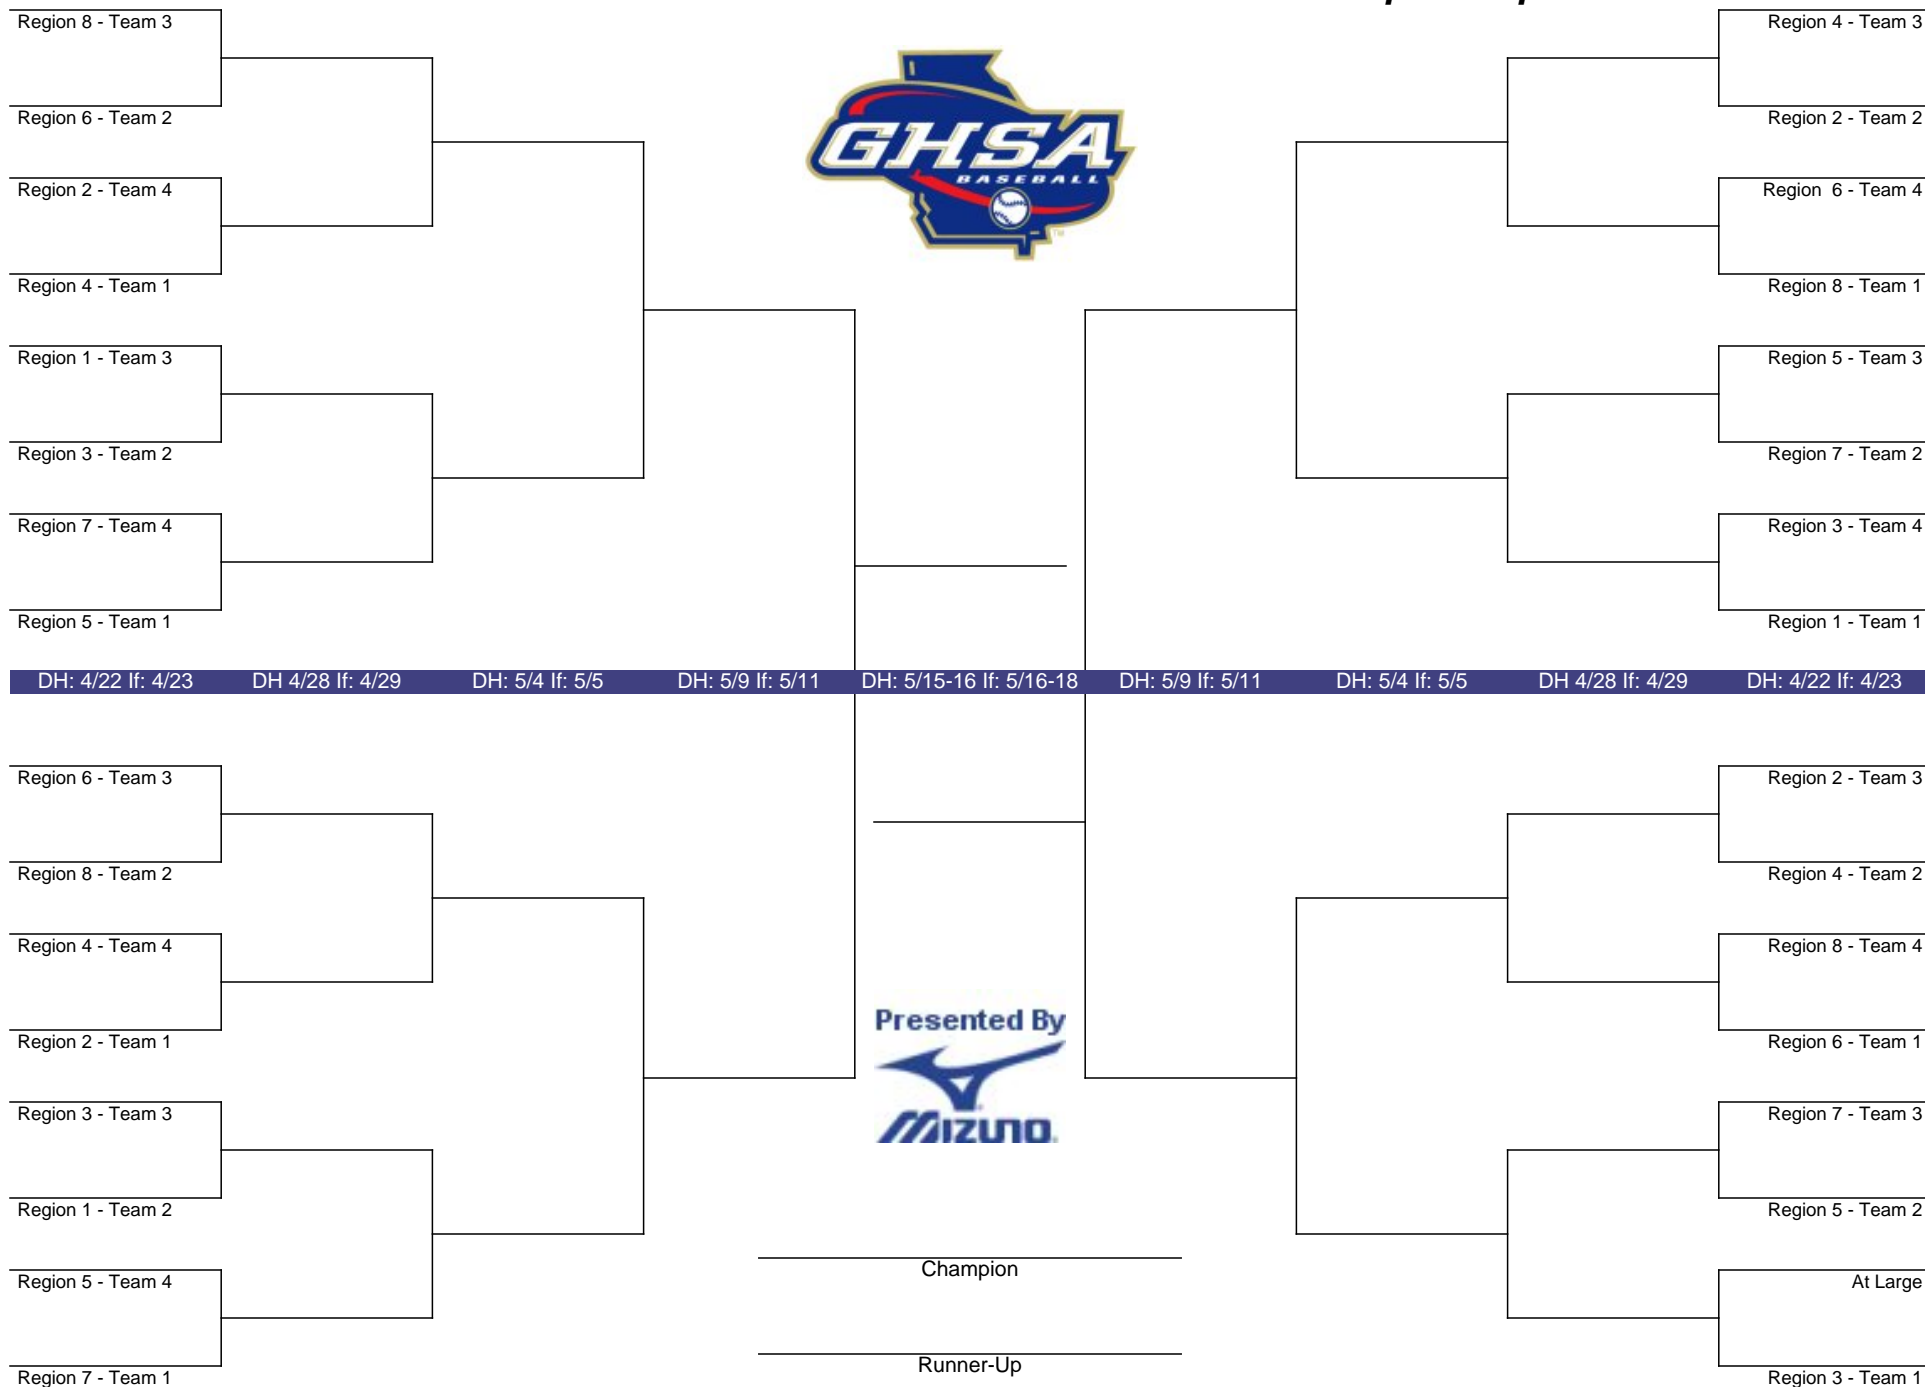 Region 8 - Team 3
Region 6 - Team 2
Region 2 - Team 4
Region 4 - Team 1
Region 1 - Team 3
Region 3 - Team 2
Region 7 - Team 4
Region 5 - Team 1
GHSA
BASEBALL
TM
Region 4 - Team 3
Region 2 - Team 2
Region  6 - Team 4
Region 8 - Team 1
Region 5 - Team 3
Region 7 - Team 2
Region 3 - Team 4
Region 1 - Team 1
DH: 4/22 If: 4/23 DH 4/28 If: 4/29 DH: 5/4 If: 5/5 DH: 5/9 If: 5/11 DH: 5/15-16 If: 5/16-18 DH: 5/9 If: 5/11 DH: 5/4 If: 5/5 DH 4/28 If: 4/29 DH: 4/22 If: 4/23
Region 6 - Team 3
Region 8 - Team 2
Region 4 - Team 4
Region 2 - Team 1
Region 3 - Team 3
Region 1 - Team 2
Region 5 - Team 4
Region 7 - Team 1
Presented By
MIZUNO
Champion
Runner-Up
Region 2 - Team 3
Region 4 - Team 2
Region 8 - Team 4
Region 6 - Team 1
Region 7 - Team 3
Region 5 - Team 2
At Large
Region 3 - Team 1